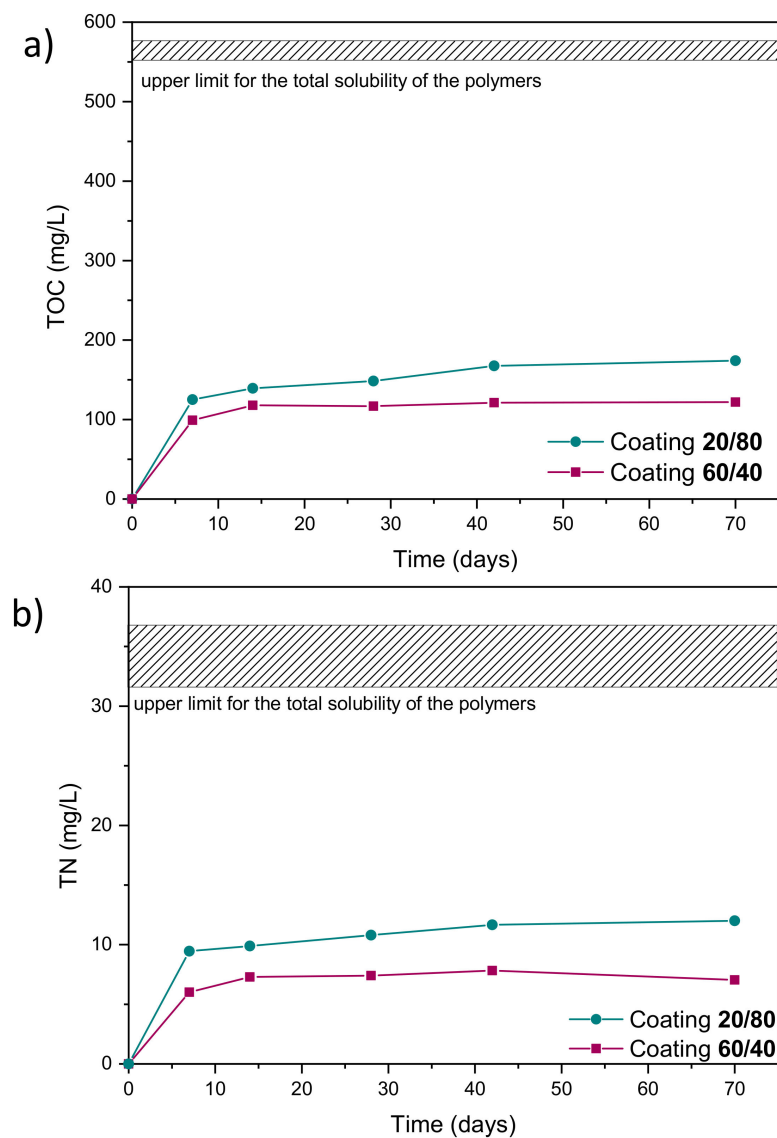 a)
600
upper limit for the total solubility of the polymers
500
400
300
200
100
0
TOC (mg/L)
Coating 20/80
Coating 60/40
0 10 20 30 40 50 60 70
Time (days)
b)
40
upper limit for the total solubility of the polymers
30
20
10
0
TN (mg/L)
Coating 20/80
Coating 60/40
0 10 20 30 40 50 60 70
Time (days)